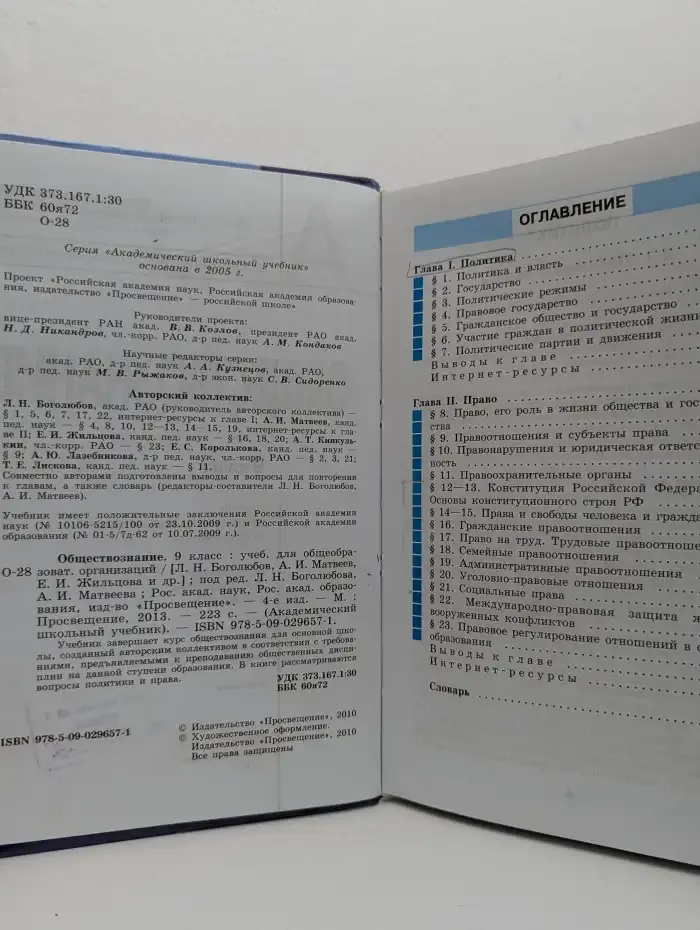 УДК 373.167.1:30
ББК 60я72
О-28
Серия «Академический школьный учебник»
основана в 2005 г.
Проект «Российская академия наук, Российская академия образова-
ния, издательство «Просвещение» — российской школе»
Руководители проекта:
вице-президент РАН акад. В. В. Козлов, президент РАО акад.
Н. Д. Никандров, чл.-корр. РАО, д-р пед. наук А. М. Кондаков
Научные редакторы серии:
акад. РАО, д-р пед. наук А. А. Кузнецов, акад. РАО,
д-р пед. наук М. В. Рыжаков, д-р экон. наук С. В. Сидоренко
Авторский коллектив:
Л. Н. Боголюбов, акад. РАО (руководитель авторского коллектива) —
§ 1, 5, 6, 7, 17, 22, интернет-ресурсы к главе I; А. И. Матвеев, канд.
пед. наук — § 4, 8, 10, 12—13, 14—15, 19, интернет-ресурсы к гла-
ве II; Е. И. Жильцова, канд. пед. наук — § 16, 18, 20; А. Т. Кинкуль-
кин, чл.-корр. РАО — § 23; Е. С. Королькова, канд. пед. наук —
§ 9; А. Ю. Лазебникова, чл.-корр. РАО — § 2, 3, 21;
Т. Е. Лискова, канд. пед. наук — § 11.
Совместно авторами подготовлены выводы и вопросы для повторения
к главам, а также словарь (редакторы-составители Л. Н. Боголюбов,
А. И. Матвеев).
Учебник имеет положительные заключения Российской академии
наук (№ 10106-5215/100 от 23.10.2009 г.) и Российской академии
образования (№ 01-5/7д-62 от 10.07.2009 г.).
Обществознание. 9 класс : учеб. для общеобра-
О-28 зоват. организаций / [Л. Н. Боголюбов, А. И. Матвеев,
Е. И. Жильцова и др.] ; под ред. Л. Н. Боголюбова,
А. И. Матвеева ; Рос. акад. наук, Рос. акад. образо-
вания, изд-во «Просвещение». — 4-е изд. — М. :
Просвещение, 2013. — 223 с. — (Академический
школьный учебник). — ISBN 978-5-09-029657-1.
Учебник завершает курс обществознания для основной шко-
лы, созданный авторским коллективом в соответствии с требова-
ниями, предъявляемыми к преподаванию общественных дисци-
плин на данной ступени образования. В книге рассматриваются
вопросы политики и права.
УДК 373.167.1:30
ББК 60я72
ISBN 978-5-09-029657-1
© Издательство «Просвещение», 2010
© Художественное оформление.
Издательство «Просвещение», 2010
Все права защищены
ОГЛАВЛЕНИЕ
Глава I. Политика
§ 1. Политика и власть
§ 2. Государство
§ 3. Политические режимы
§ 4. Правовое государство
§ 5. Гражданское общество и государство
§ 6. Участие граждан в политической жизни
§ 7. Политические партии и движения
Выводы к главе
Интернет-ресурсы
Глава II. Право
§ 8. Право, его роль в жизни общества и гос
ства
§ 9. Правоотношения и субъекты права
§ 10. Правонарушения и юридическая ответс
ность
§ 11. Правоохранительные органы
§ 12—13. Конституция Российской Федера
Основы конституционного строя РФ
§ 14—15. Права и свободы человека и гражда
§ 16. Гражданские правоотношения
§ 17. Право на труд. Трудовые правоотноше
§ 18. Семейные правоотношения
§ 19. Административные правоотношения
§ 20. Уголовно-правовые отношения
§ 21. Социальные права
§ 22. Международно-правовая защита ж
вооруженных конфликтов
§ 23. Правовое регулирование отношений в с
образования
Выводы к главе
Интернет-ресурсы
Словарь